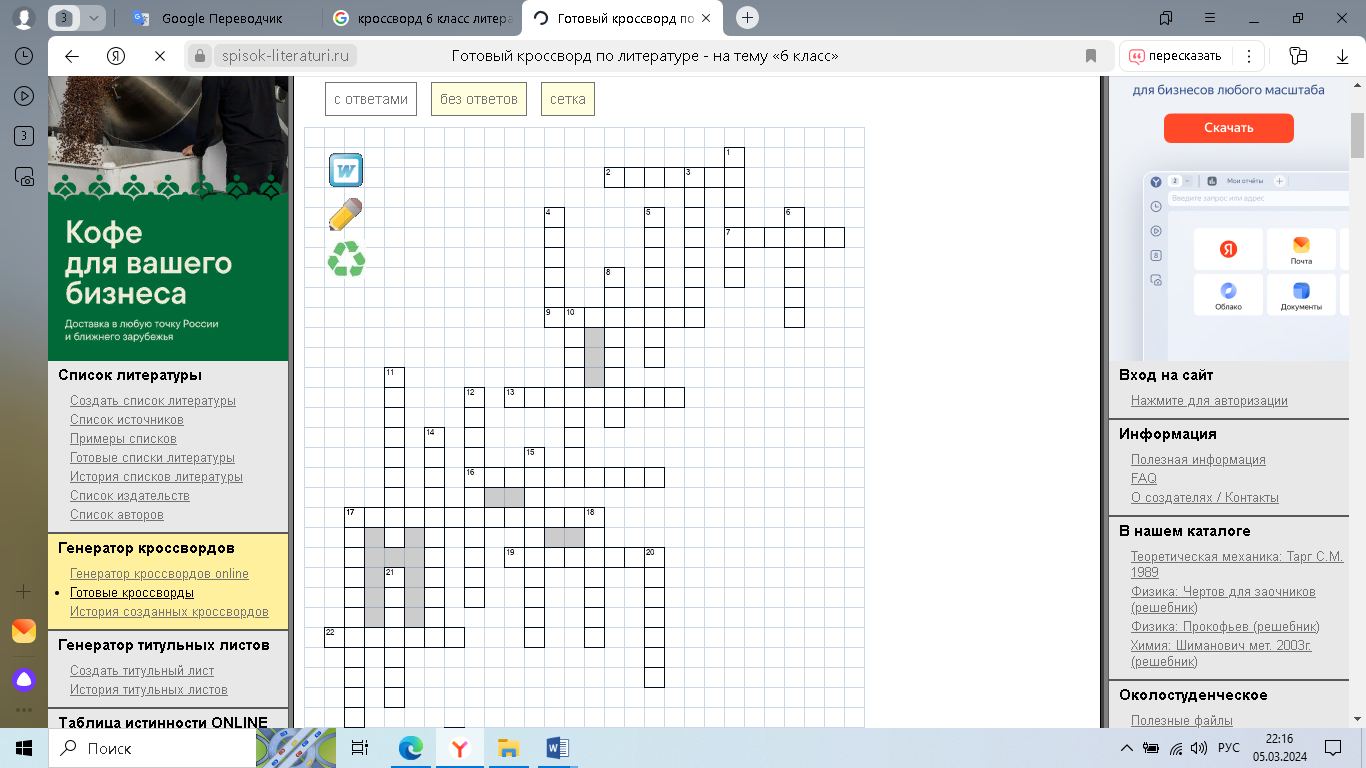 3
Google Переводчик
кроссворд 6 класс литера
Готовый кроссворд по
spisok-literaturi.ru
Готовый кроссворд по литературе - на тему «6 класс»
пересказать
3
Кофе
для вашего
бизнеса
Доставка в любую точку России
и ближнего зарубежья
Список литературы
Создать список литературы
Список источников
Примеры списков
Готовые списки литературы
История списков литературы
Список издательств
Список авторов
Генератор кроссвордов
Генератор кроссвордов online
Готовые кроссворды
История созданных кроссвордов
Генератор титульных листов
Создать титульный лист
История титульных листов
Таблица истинности ONLINE
с ответами
без ответов
сетка
W
1
2
3
4
5
6
7
8
9
10
11
12
13
14
15
16
17
18
19
20
21
22
для бизнесов любого масштаба
Скачать
2
Мои отчёты
Введите запрос или адрес
Я
Почта
8
Облако
Документы
Вход на сайт
Нажмите для авторизации
Информация
Полезная информация
FAQ
О создателях / Контакты
В нашем каталоге
Теоретическая механика: Тарг С.М.
1989
Физика: Чертов для заочников
(решебник)
Физика: Прокофьев (решебник)
Химия: Шиманович мет. 2003г.
(решебник)
Околостуденческое
Полезные файлы
Поиск
РУС
22:16
05.03.2024